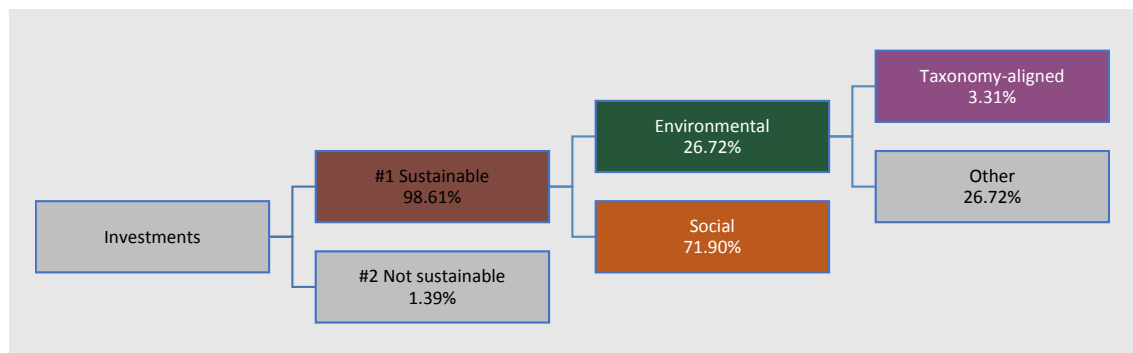 Investments
#1 Sustainable
98.61%
#2 Not sustainable
1.39%
Environmental
26.72%
Social
71.90%
Taxonomy-aligned
3.31%
Other
26.72%